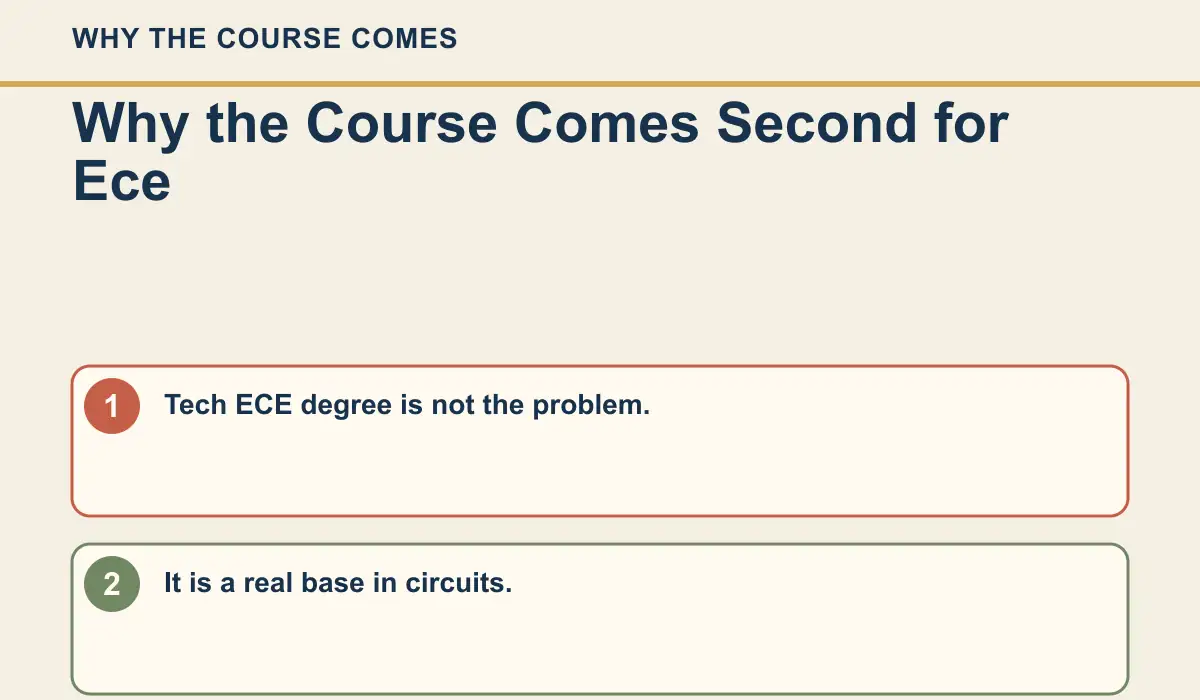 WHY THE COURSE COMES
Why the Course Comes Second for
Ece
1
Tech ECE degree is not the problem.
2
It is a real base in circuits.